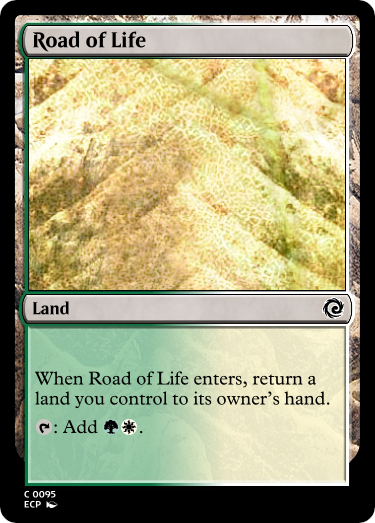 Road of Life
Land
When Road of Life enters, return a
land you control to its owner's hand.
: Add .
C 0095
ECP